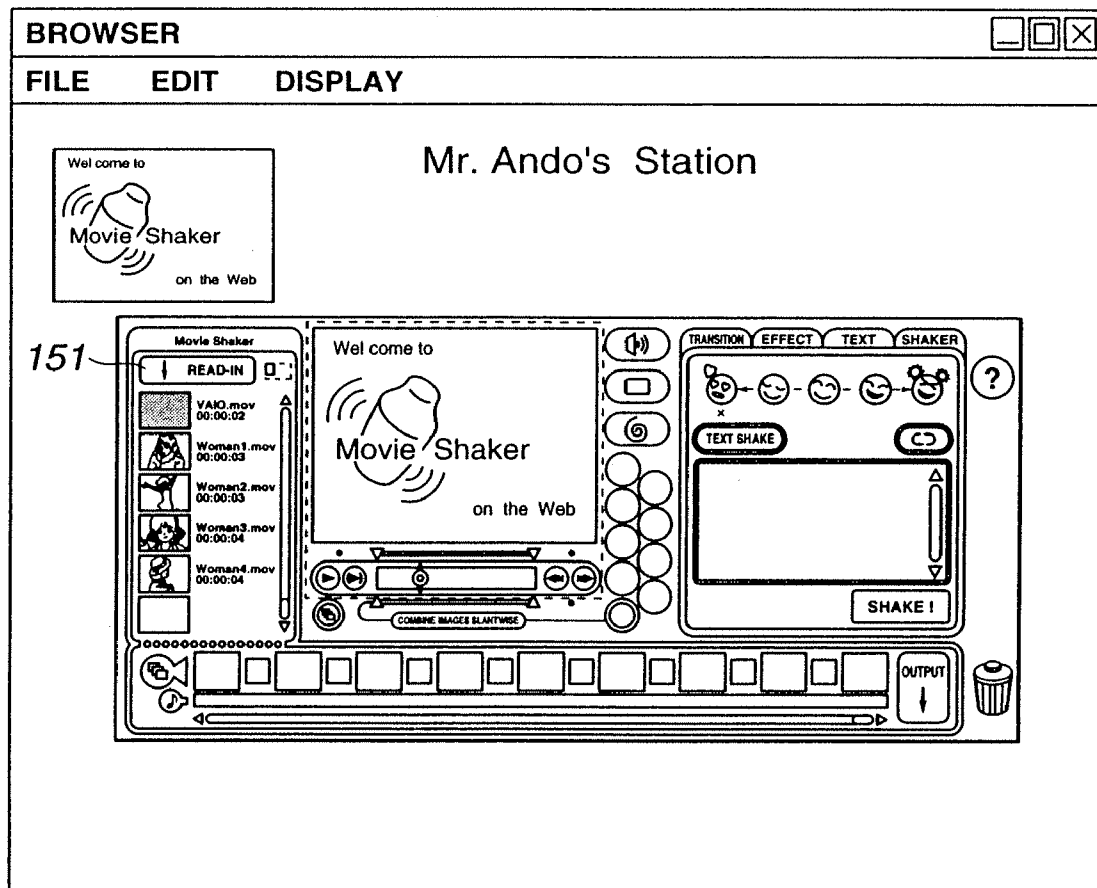 BROWSER
FILE EDIT DISPLAY
Mr. Ando's Station
Wel come to
Movie Shaker
on the Web
151
Movie Shaker
READ-IN
VAIO.mov
00:00:02
Woman1.mov
00:00:03
Woman2.mov
00:00:03
Woman3.mov
00:00:04
Woman4.mov
00:00:04
Wel come to
Movie Shaker
on the Web
COMBINE IMAGES SLANTWISE
TRANSITION EFFECT TEXT SHAKER
?
×
TEXT SHAKE
SHAKE !
OUTPUT